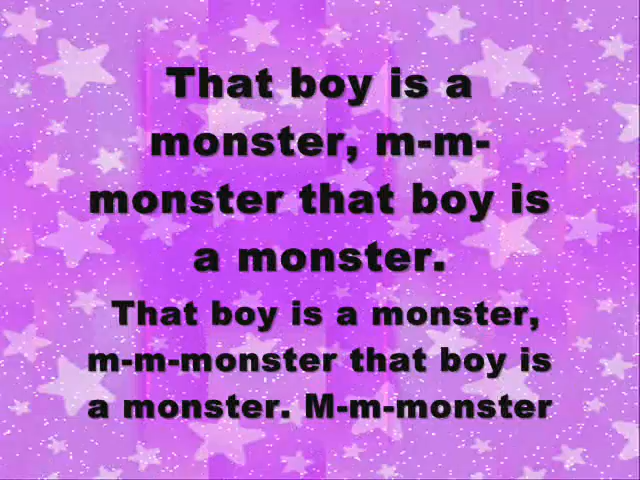 That boy is a
monster, m-m-
monster that boy is
a monster.
That boy is a monster,
m-m-monster that boy is
a monster. M-m-monster